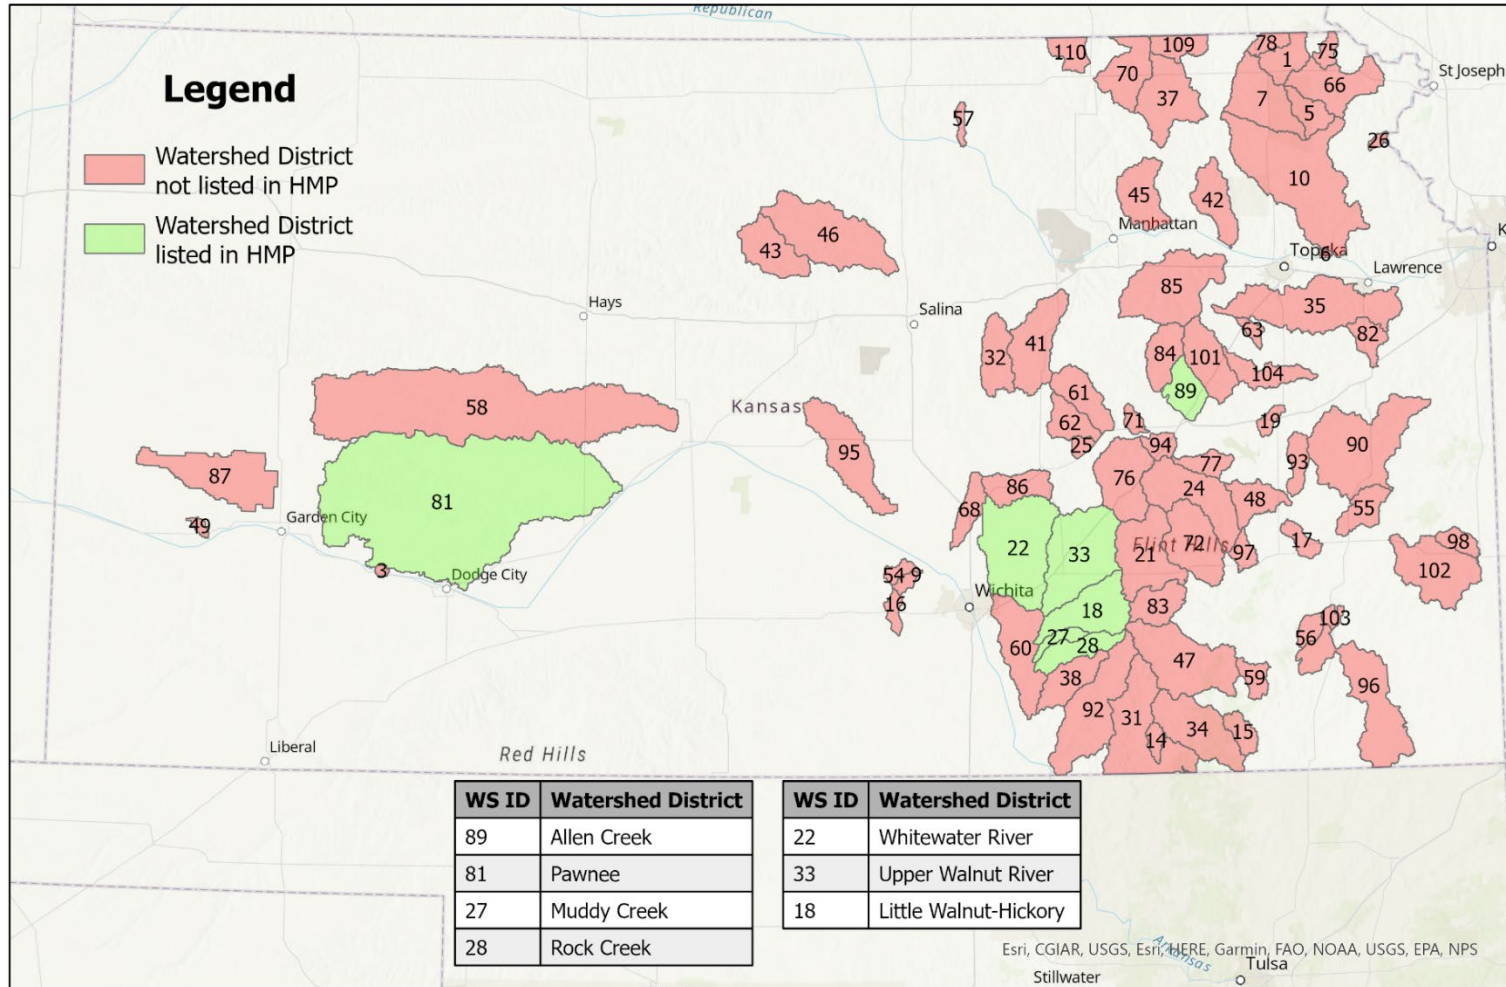 Republican
Legend
Watershed District
not listed in HMP
Watershed District
listed in HMP
110
70
109
37
78
1
75
66
7
5
St Joseph
57
26
10
45
42
Manhattan
43
46
6
Topeka
Lawrence
K
85
35
Hays
Salina
63
82
32
41
84
101
104
89
58
Kansas
61
62
71
19
25
94
95
90
93
87
76
77
24
48
86
55
81
68
49
Garden City
22
33
21
72
Flint Hills
97
17
98
102
3
Dodge City
54
9
16
Wichita
18
83
103
27
28
60
56
47
38
59
96
92
31
34
15
14
Liberal
Red Hills
WS ID Watershed District
89 Allen Creek
81 Pawnee
27 Muddy Creek
28 Rock Creek
WS ID Watershed District
22 Whitewater River
33 Upper Walnut River
18 Little Walnut-Hickory
Arkansas
Esri, CGIAR, USGS, Esri, HERE, Garmin, FAO, NOAA, USGS, EPA, NPS
Tulsa
Stillwater